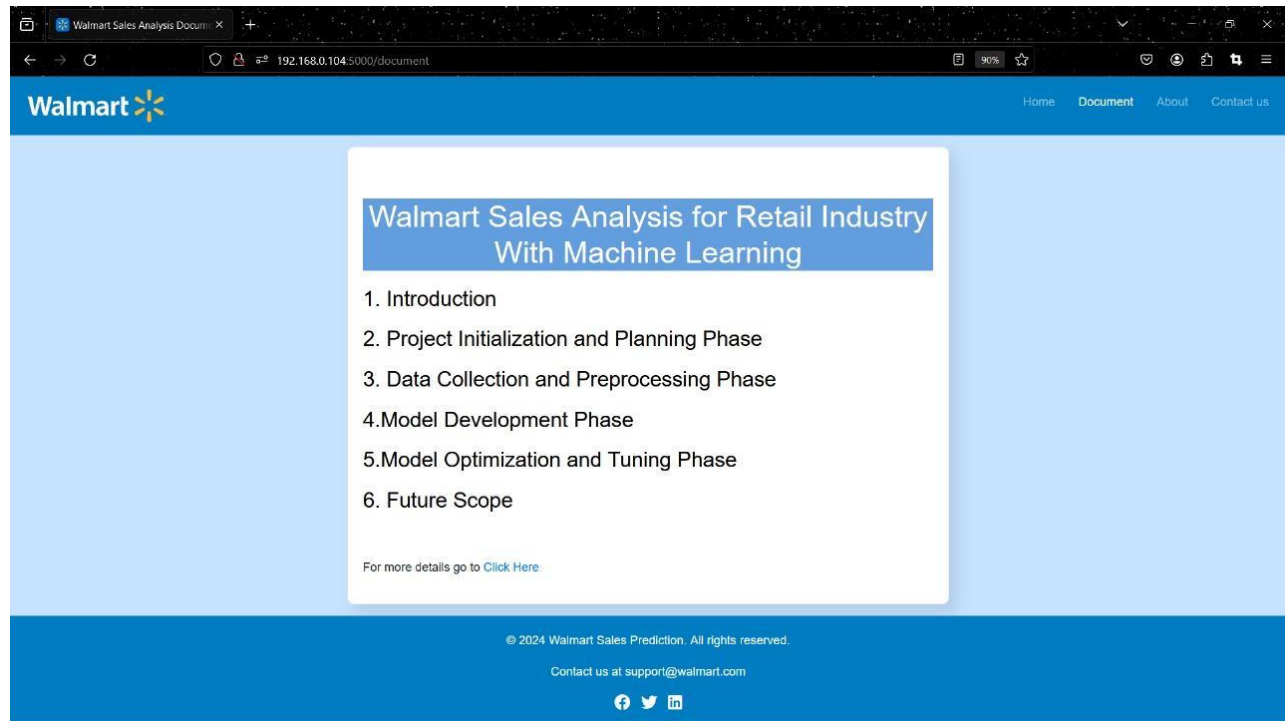 Walmart Sales Analysis Docume
192.168.0.104:5000/document
90%
Walmart
Home Document About Contact us
Walmart Sales Analysis for Retail Industry
With Machine Learning
1. Introduction
2. Project Initialization and Planning Phase
3. Data Collection and Preprocessing Phase
4.Model Development Phase
5.Model Optimization and Tuning Phase
6. Future Scope
For more details go to Click Here
© 2024 Walmart Sales Prediction. All rights reserved.
Contact us at support@walmart.com